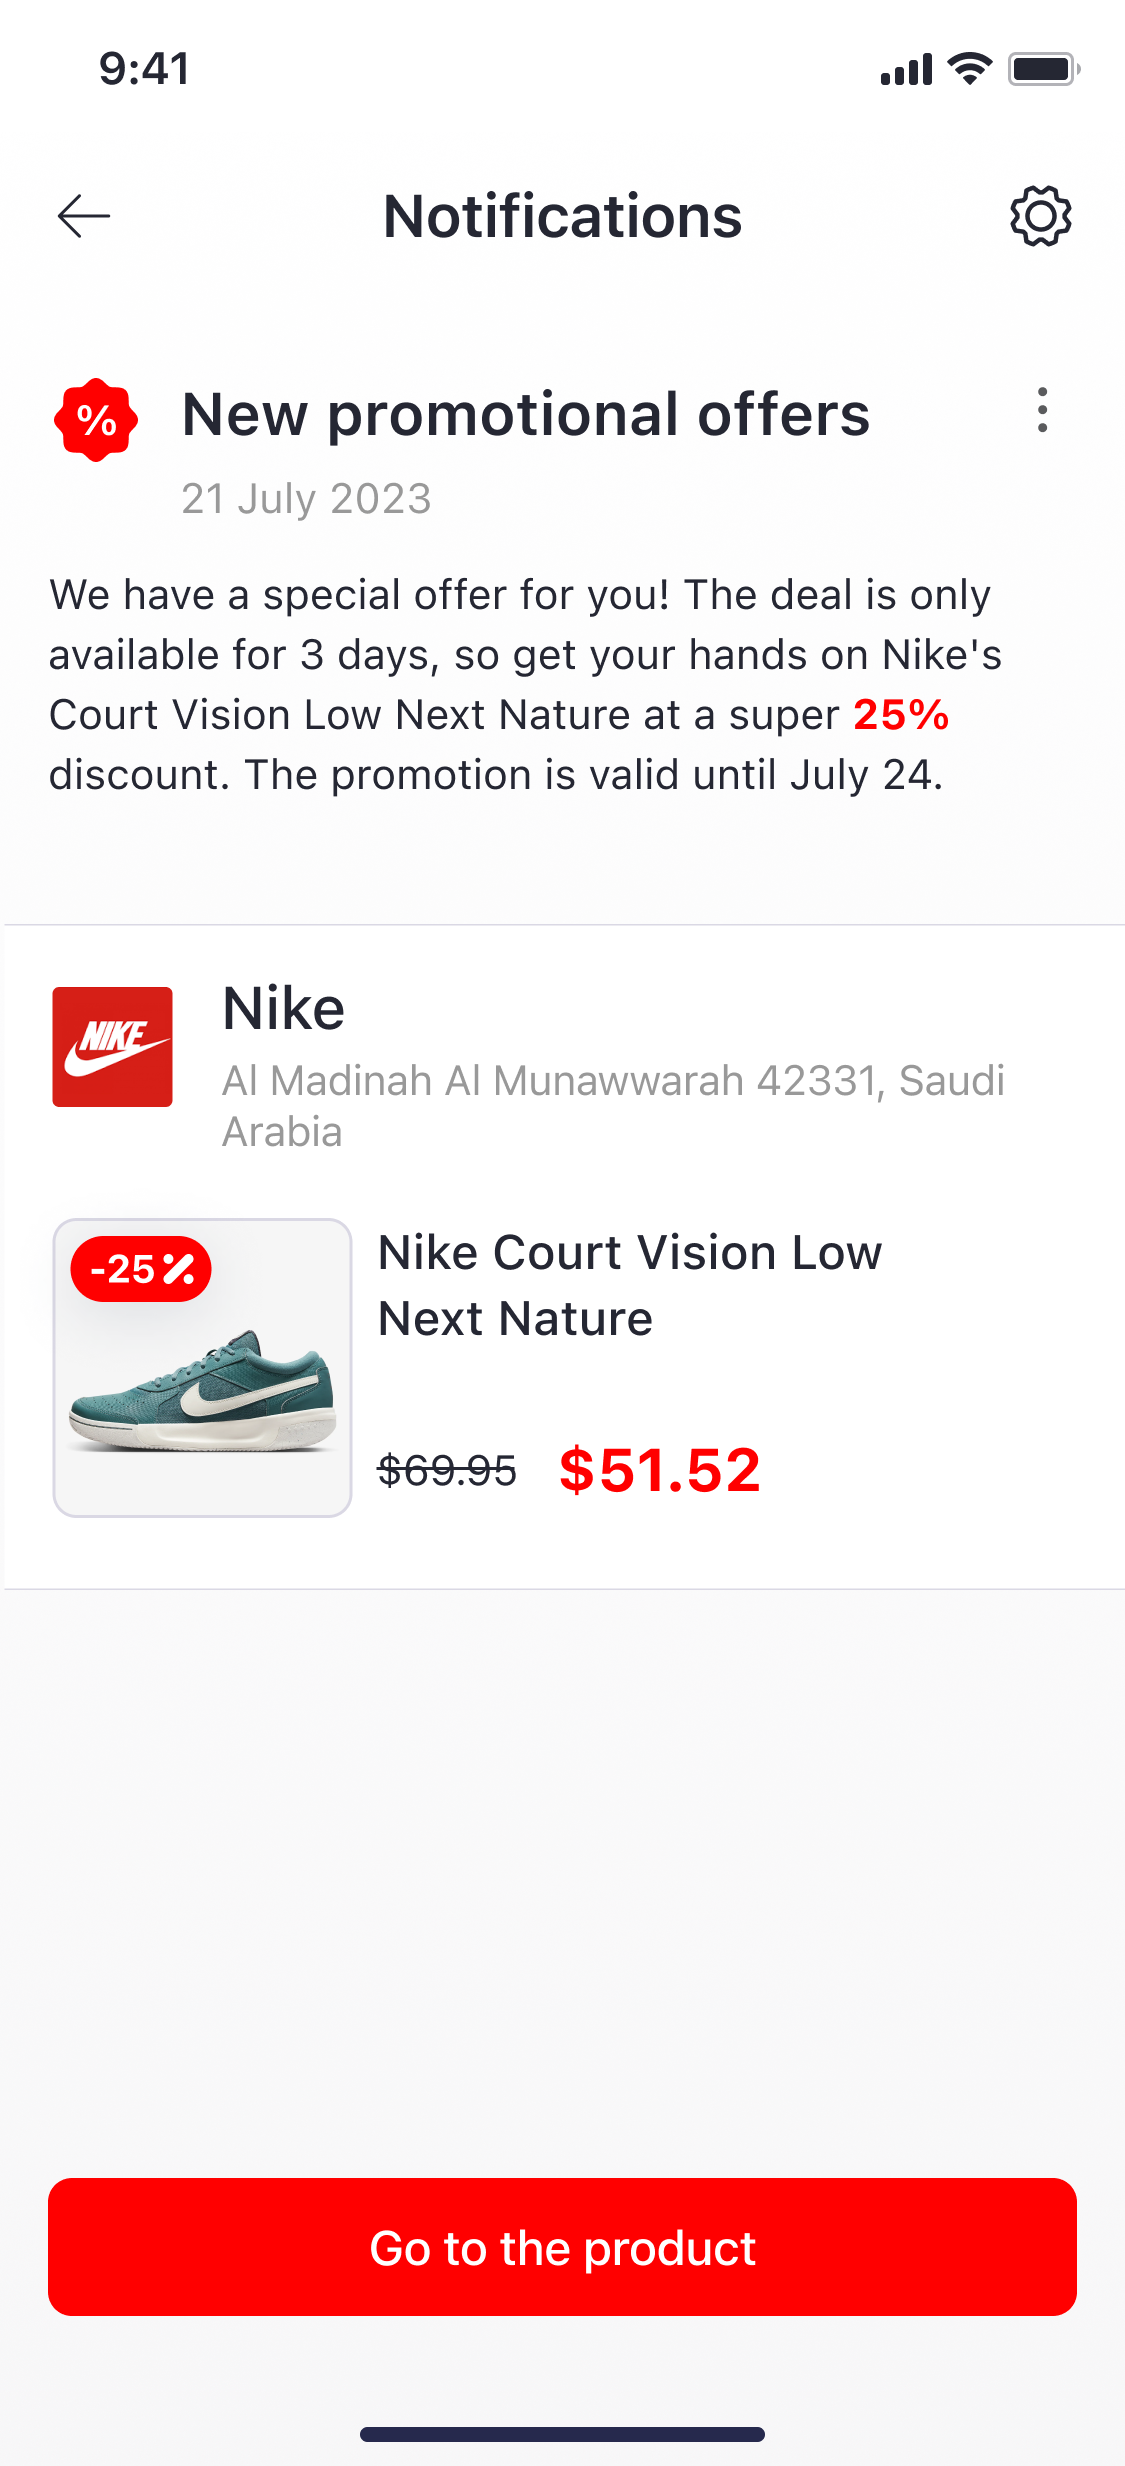 9:41
Notifications
%
New promotional offers
21 July 2023
We have a special offer for you! The deal is only
available for 3 days, so get your hands on Nike's
Court Vision Low Next Nature at a super 25%
discount. The promotion is valid until July 24.
NIKE
Nike
Al Madinah Al Munawwarah 42331, Saudi
Arabia
-25%
Nike Court Vision Low
Next Nature
$69.95 $51.52
Go to the product